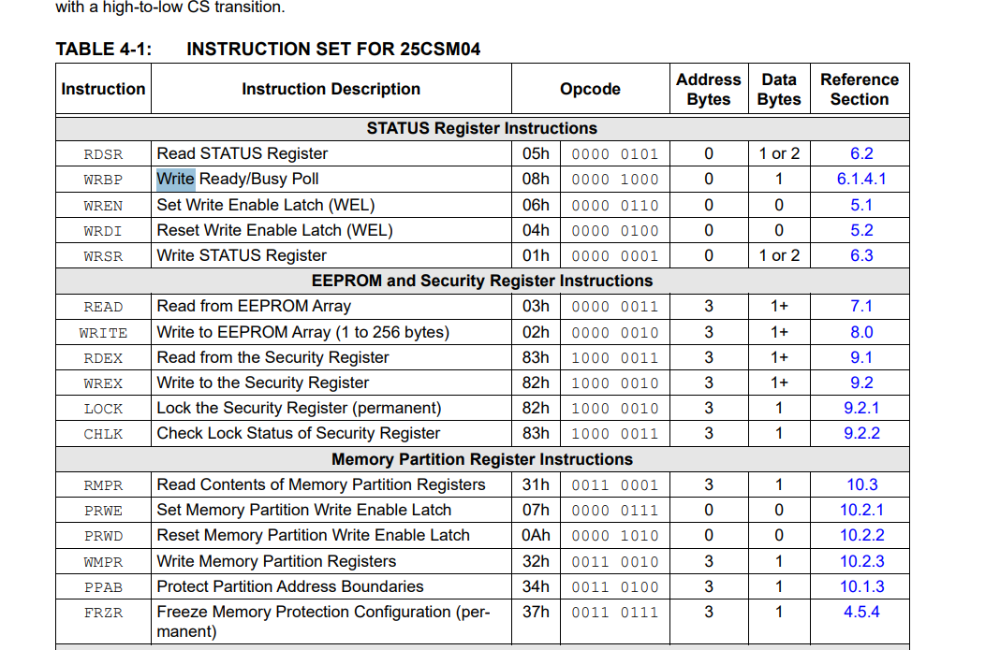 with a high-to-low CS transition.
TABLE 4-1: INSTRUCTION SET FOR 25CSM04
Instruction Instruction Description Opcode Address Bytes Data Bytes Reference Section
STATUS Register Instructions
RDSR Read STATUS Register 05h 0000 0101 0 1 or 2 6.2
WRBP Write Ready/Busy Poll 08h 0000 1000 0 1 6.1.4.1
WREN Set Write Enable Latch (WEL) 06h 0000 0110 0 0 5.1
WRDI Reset Write Enable Latch (WEL) 04h 0000 0100 0 0 5.2
WRSR Write STATUS Register 01h 0000 0001 0 1 or 2 6.3
EEPROM and Security Register Instructions
READ Read from EEPROM Array 03h 0000 0011 3 1+ 7.1
WRITE Write to EEPROM Array (1 to 256 bytes) 02h 0000 0010 3 1+ 8.0
RDEX Read from the Security Register 83h 1000 0011 3 1+ 9.1
WREX Write to the Security Register 82h 1000 0010 3 1+ 9.2
LOCK Lock the Security Register (permanent) 82h 1000 0010 3 1 9.2.1
CHLK Check Lock Status of Security Register 83h 1000 0011 3 1 9.2.2
Memory Partition Register Instructions
RMPR Read Contents of Memory Partition Registers 31h 0011 0001 3 1 10.3
PRWE Set Memory Partition Write Enable Latch 07h 0000 0111 0 0 10.2.1
PRWD Reset Memory Partition Write Enable Latch 0Ah 0000 1010 0 0 10.2.2
WMPR Write Memory Partition Registers 32h 0011 0010 3 1 10.2.3
PPAB Protect Partition Address Boundaries 34h 0011 0100 3 1 10.1.3
FRZR Freeze Memory Protection Configuration (per- 37h 0011 0111 3 1 4.5.4
manent)